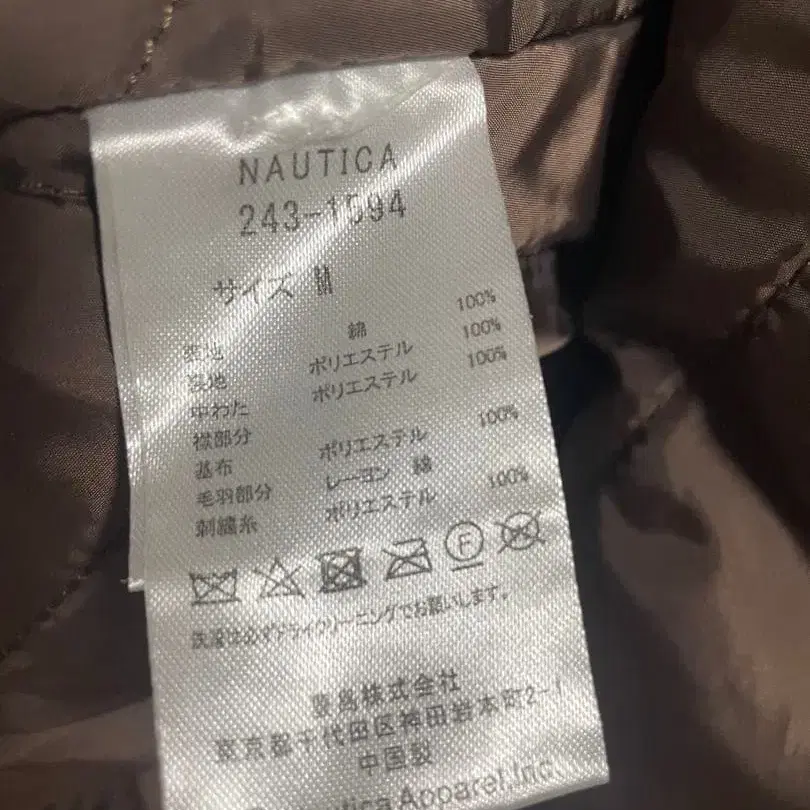 NAUTICA
243-1594
サイズ M
表地 綿 100%
裏地 ポリエステル 100%
中わた ポリエステル 100%
襟部分
基布 ポリエステル 100%
毛羽部分 レーヨン 綿
刺繍糸 ポリエステル 100%
F
洗濯は必ずドライクリーニングでお願いします。
豊島株式会社
東京都千代田区神田岩本町2-1
中国製
Nautica Apparel,Inc.